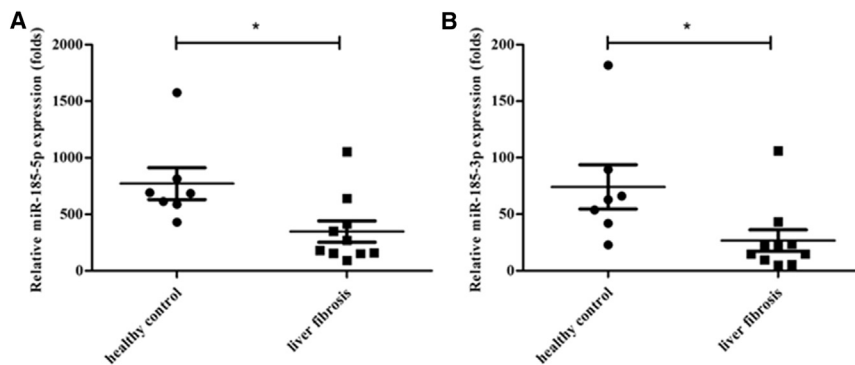 A
*
Relative miR-185-5p expression (folds)
2000
1500
1000
500
0
healthy control
liver fibrosis
B
*
Relative miR-185-3p expression (folds)
200
150
100
50
0
healthy control
liver fibrosis